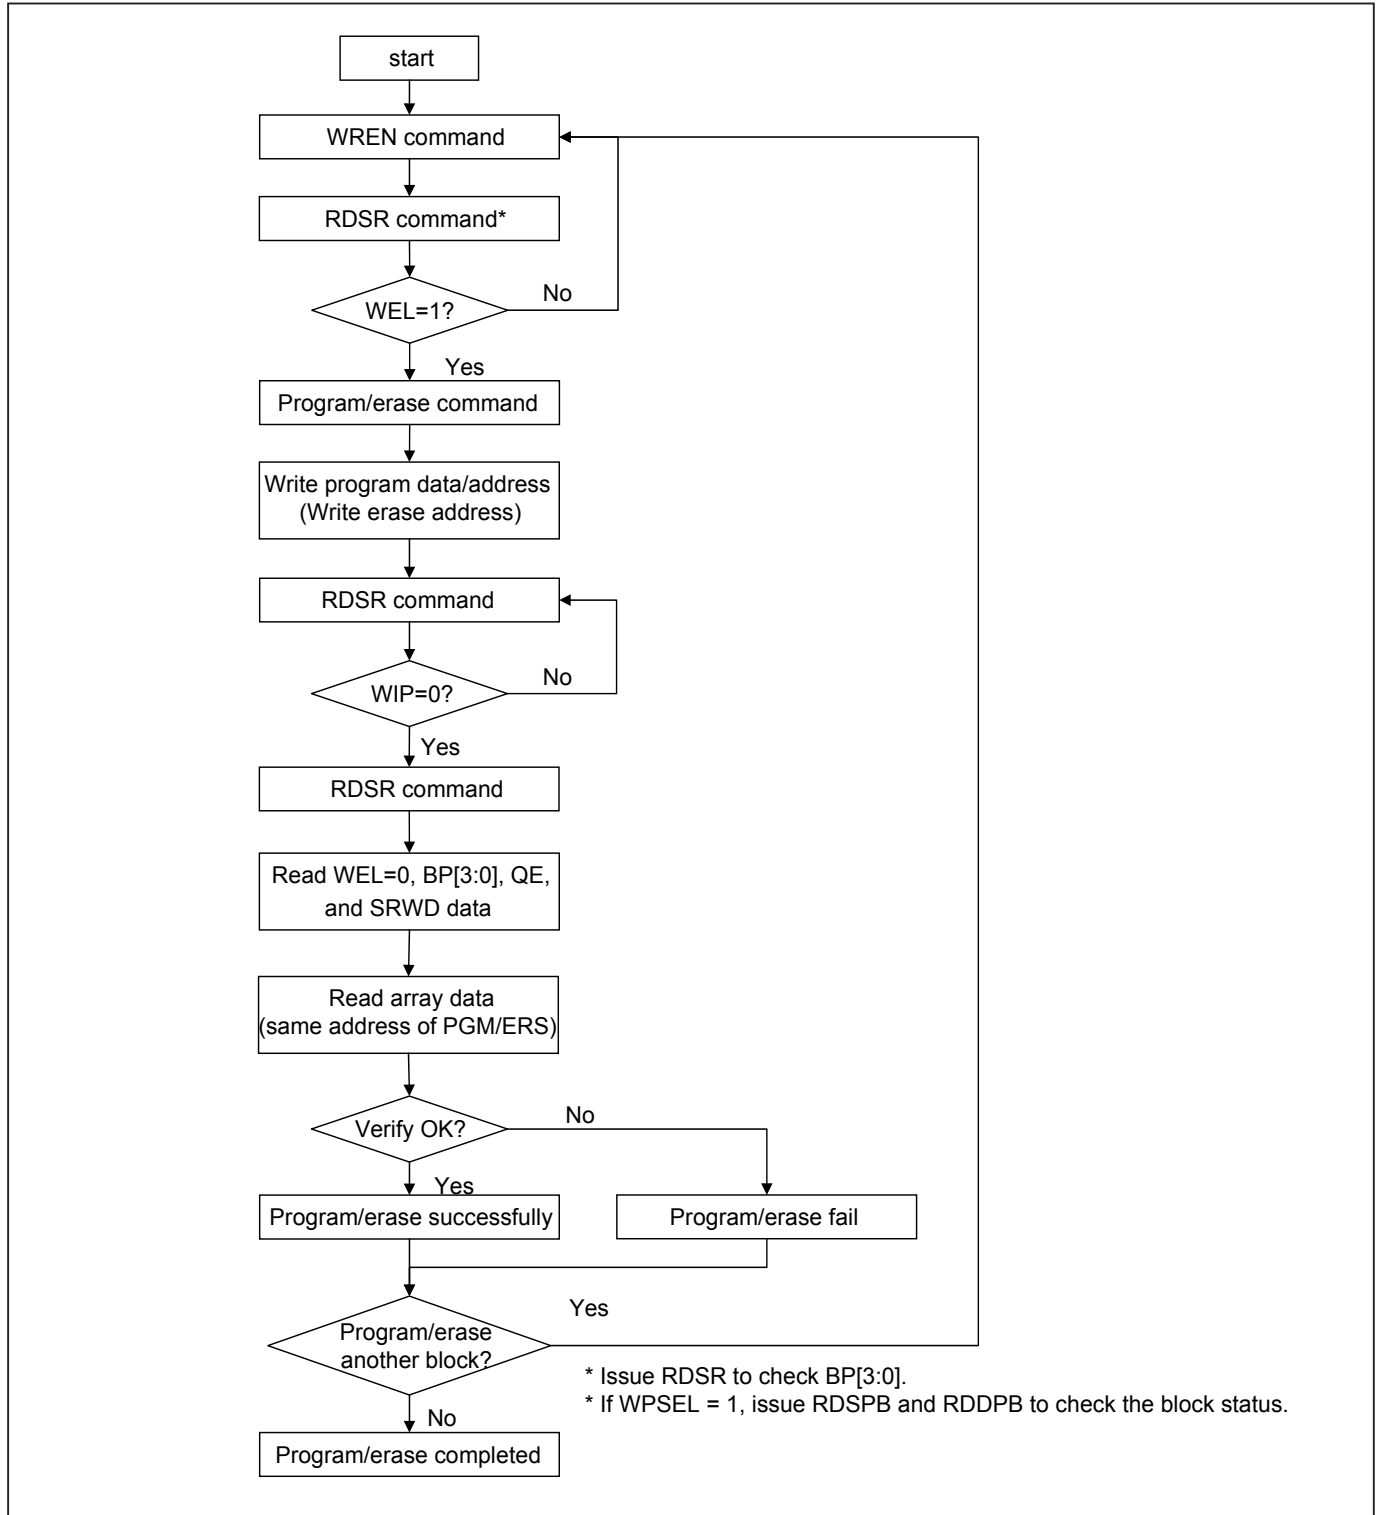 start
WREN command
RDSR command*
WEL=1?
No
Yes
Program/erase command
Write program data/address
(Write erase address)
RDSR command
WIP=0?
No
Yes
RDSR command
Read WEL=0, BP[3:0], QE,
and SRWD data
Read array data
(same address of PGM/ERS)
Verify OK?
No
Yes
Program/erase successfully
Program/erase fail
Yes
Program/erase
another block?
* Issue RDSR to check BP[3:0].
* If WPSEL = 1, issue RDSPB and RDDPB to check the block status.
No
Program/erase completed